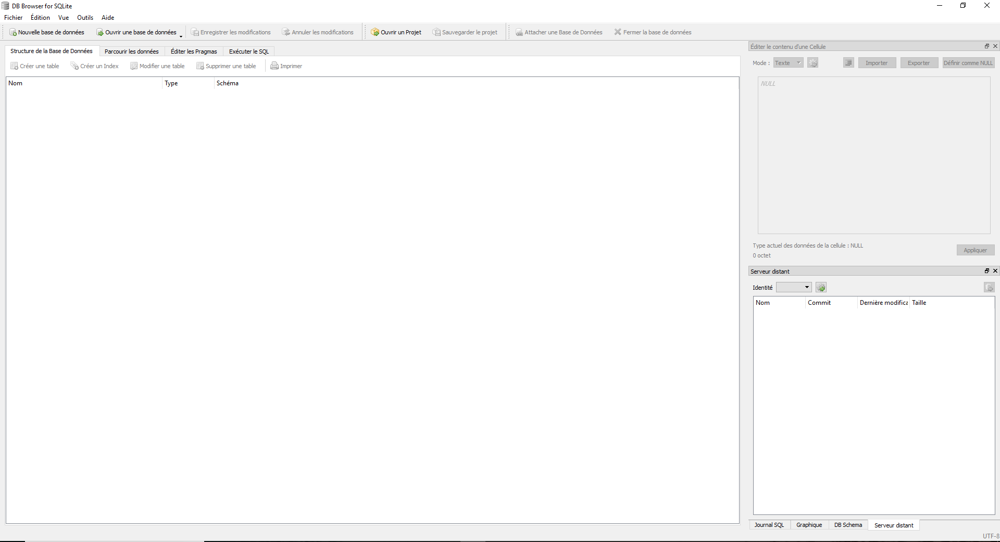 DB Browser for SQLite
Fichier Édition Vue Outils Aide
Nouvelle base de données Ouvrir une base de données Enregistrer les modifications Annuler les modifications Ouvrir un Projet Sauvegarder le projet Attacher une Base de Données Fermer la base de données
Structure de la Base de Données Parcourir les données Éditer les Pragmas Exécuter le SQL
Créer une table Créer un Index Modifier une table Supprimer une table Imprimer
Nom Type Schéma
Éditer le contenu d'une Cellule
Mode : Texte Importer Exporter Définir comme NULL
NULL
Type actuel des données de la cellule : NULL
0 octet
Appliquer
Serveur distant
Identité
Nom Commit Dernière modifica Taille
Journal SQL Graphique DB Schema Serveur distant
UTF-8